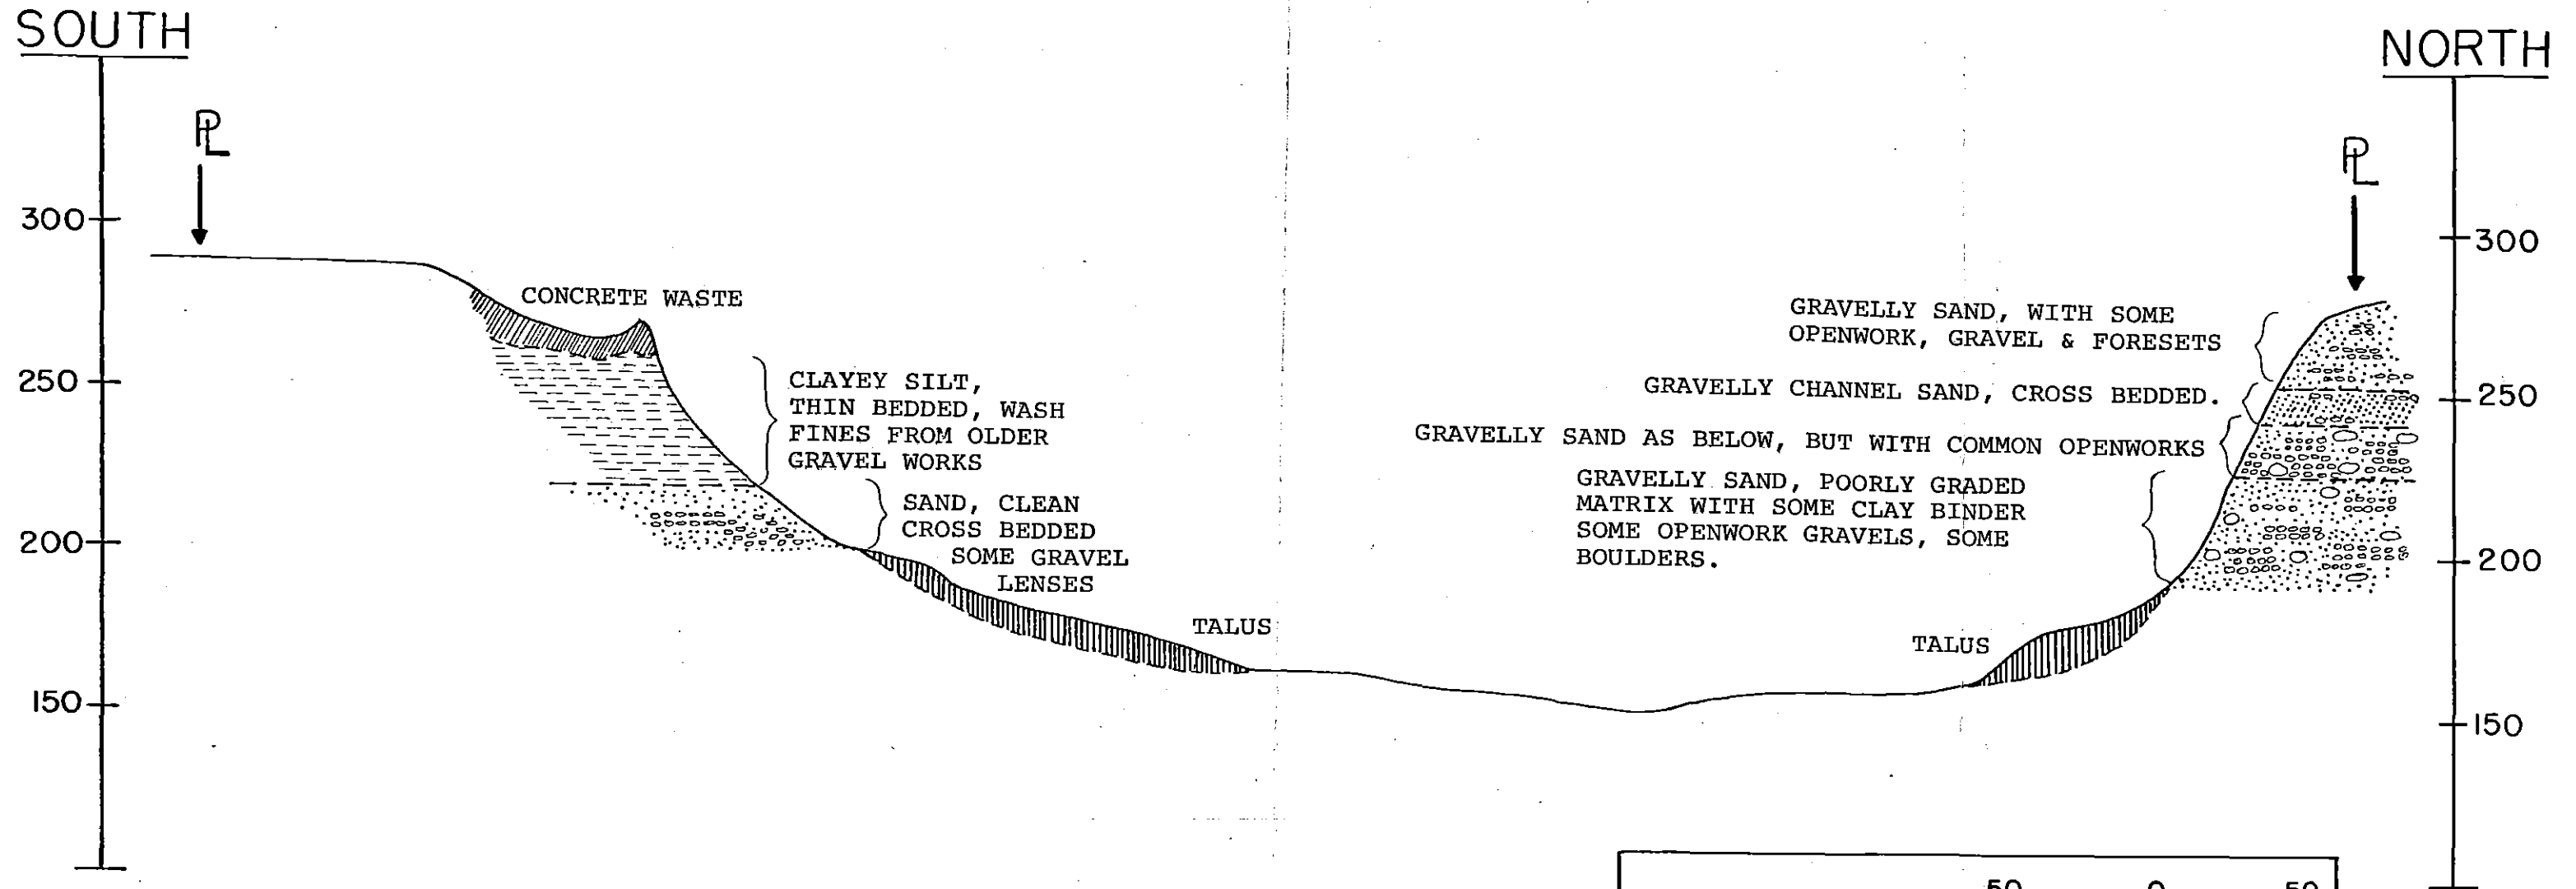 SOUTH
NORTH
PL
PL
300
300
CONCRETE WASTE
GRAVELLY SAND, WITH SOME
OPENWORK, GRAVEL & FORESETS
250
CLAYEY SILT,
THIN BEDDED, WASH
FINES FROM OLDER
GRAVEL WORKS
GRAVELLY CHANNEL SAND, CROSS BEDDED.
250
GRAVELLY SAND AS BELOW, BUT WITH COMMON OPENWORKS
GRAVELLY SAND, POORLY GRADED
MATRIX WITH SOME CLAY BINDER
SOME OPENWORK GRAVELS, SOME
BOULDERS.
SAND, CLEAN
CROSS BEDDED
SOME GRAVEL
LENSES
200
200
TALUS
TALUS
150
150
50 0 50